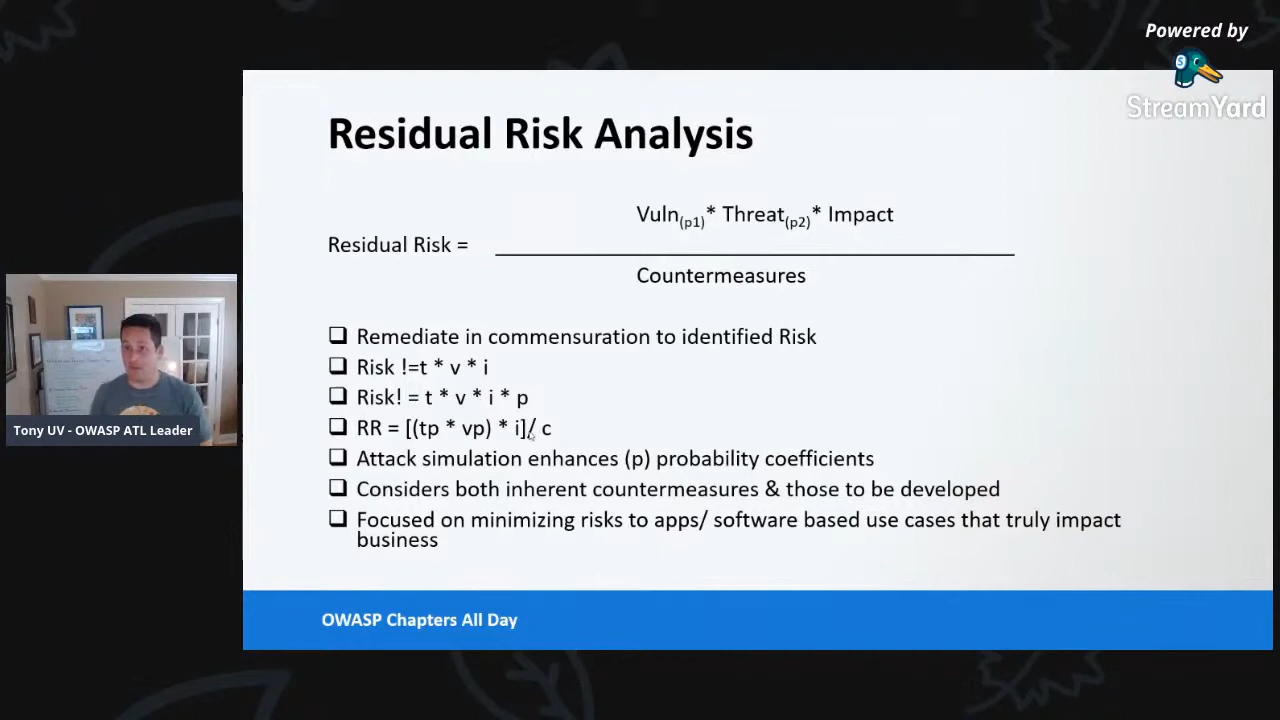 Powered by
StreamYard
Residual Risk Analysis
Vuln(p1)* Threat(p2)* Impact
Residual Risk =
Countermeasures
❑ Remediate in commensuration to identified Risk
❑ Risk !=t * v * i
❑ Risk! = t * v * i * p
❑ RR = [(tp * vp) * i]/ c
❑ Attack simulation enhances (p) probability coefficients
❑ Considers both inherent countermeasures & those to be developed
❑ Focused on minimizing risks to apps/ software based use cases that truly impact
business
Tony UV - OWASP ATL Leader
OWASP Chapters All Day